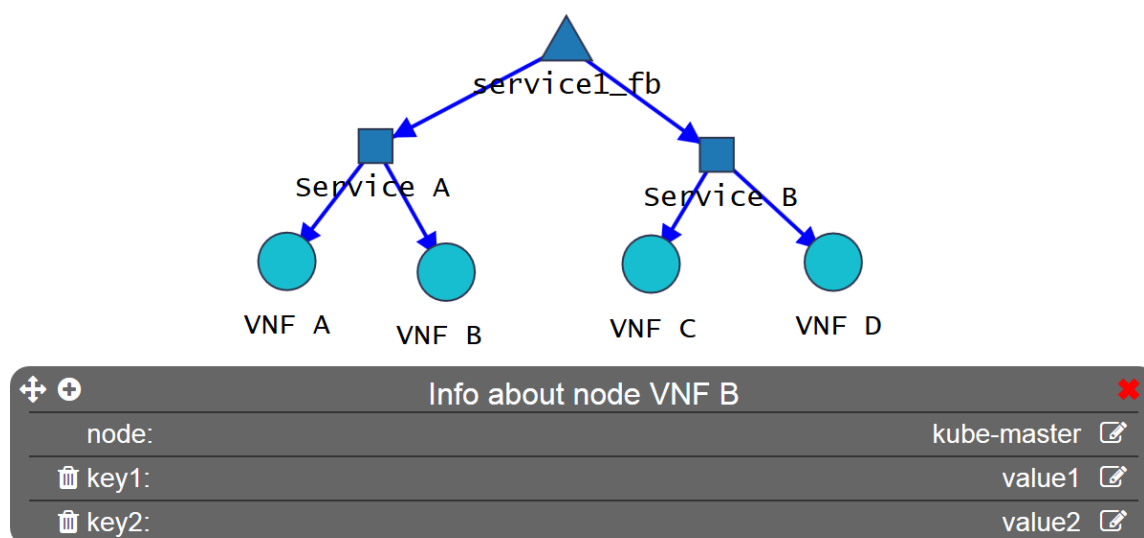 service1_fb
Service A
Service B
VNF A
VNF B
VNF C
VNF D
Info about node VNF B
node: kube-master
key1: value1
key2: value2